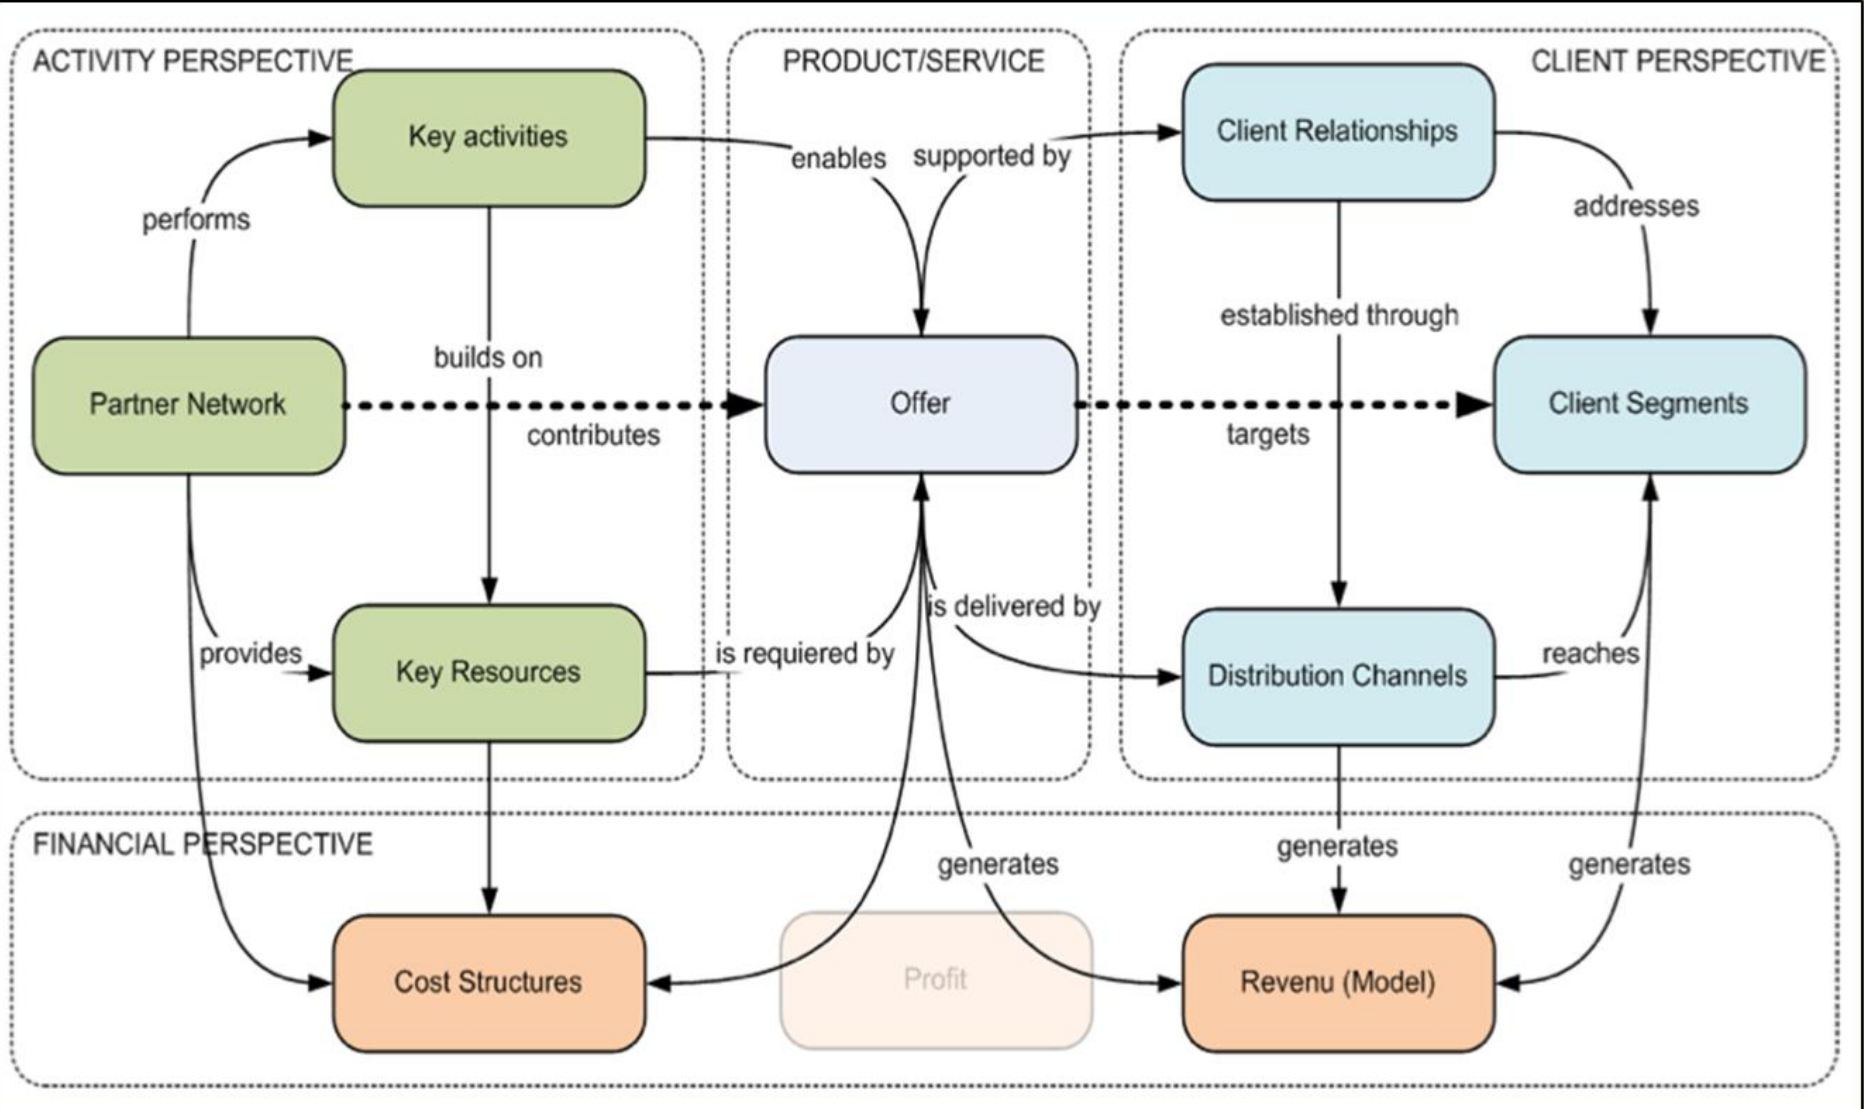 ACTIVITY PERSPECTIVE
PRODUCT/SERVICE
CLIENT PERSPECTIVE
Key activities
Client Relationships
enables
supported by
performs
addresses
established through
builds on
Partner Network
Offer
Client Segments
contributes
targets
is delivered by
provides
is requiered by
reaches
Key Resources
Distribution Channels
FINANCIAL PERSPECTIVE
generates
generates
generates
Cost Structures
Profit
Revenu (Model)